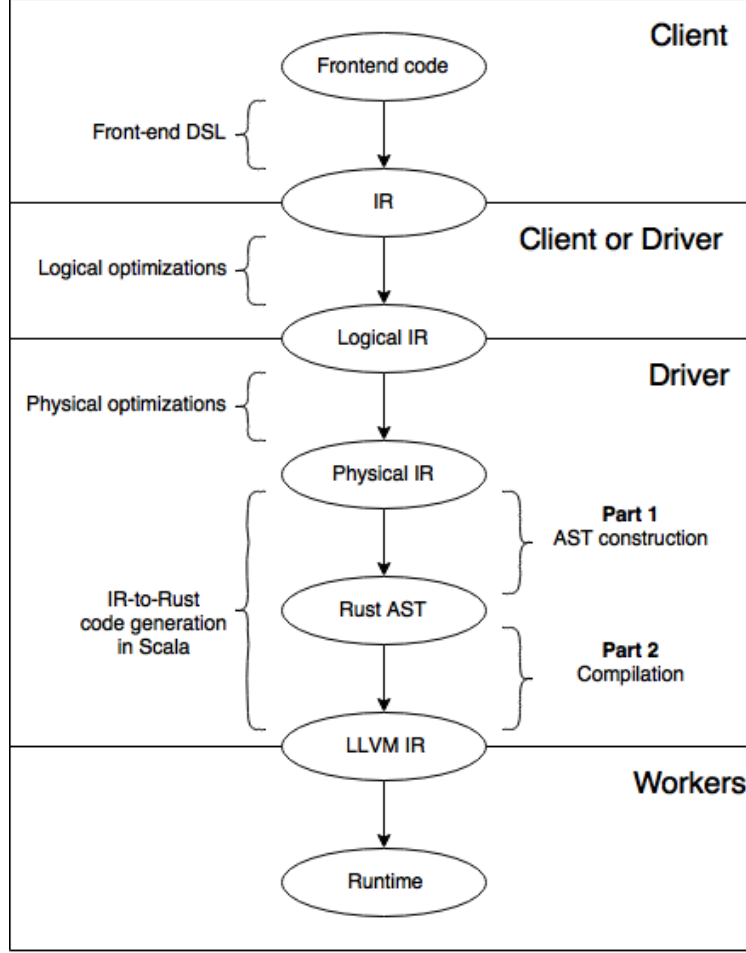 Client
Frontend code
Front-end DSL
IR
Client or Driver
Logical optimizations
Logical IR
Driver
Physical optimizations
Physical IR
Part 1
AST construction
IR-to-Rust
code generation
in Scala
Rust AST
Part 2
Compilation
LLVM IR
Workers
Runtime